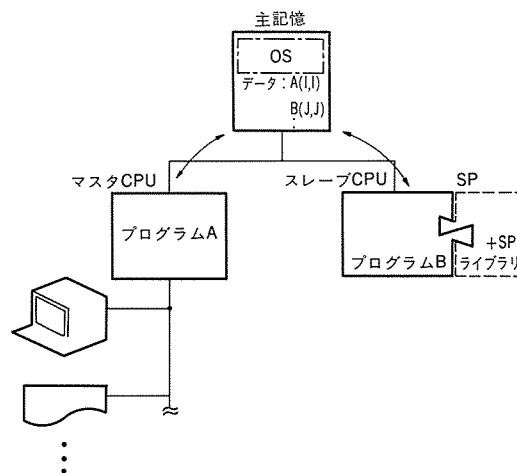 主記憶
OS
データ：A(I,I)
B(J,J)
マスタCPU
スレーブCPU
SP
プログラムA
プログラムB
+SP
ライブラリ